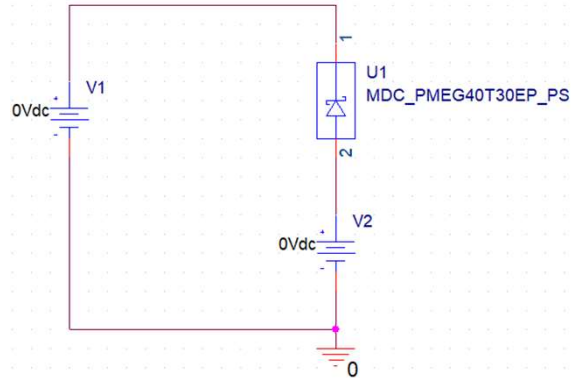 1
U1
MDC_PMEG40T30EP_PS
V1
+
0Vdc
-
2
V2
+
0Vdc
-
0